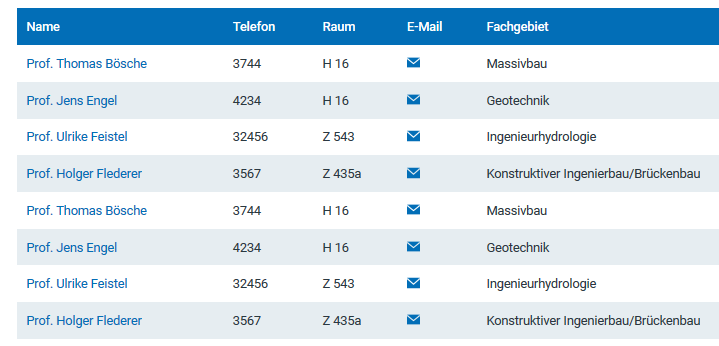 Name Telefon Raum E-Mail Fachgebiet
Prof. Thomas Bösche 3744 H 16 Massivbau
Prof. Jens Engel 4234 H 16 Geotechnik
Prof. Ulrike Feistel 32456 Z 543 Ingenieurhydrologie
Prof. Holger Flederer 3567 Z 435a Konstruktiver Ingenierbau/Brückenbau
Prof. Thomas Bösche 3744 H 16 Massivbau
Prof. Jens Engel 4234 H 16 Geotechnik
Prof. Ulrike Feistel 32456 Z 543 Ingenieurhydrologie
Prof. Holger Flederer 3567 Z 435a Konstruktiver Ingenierbau/Brückenbau